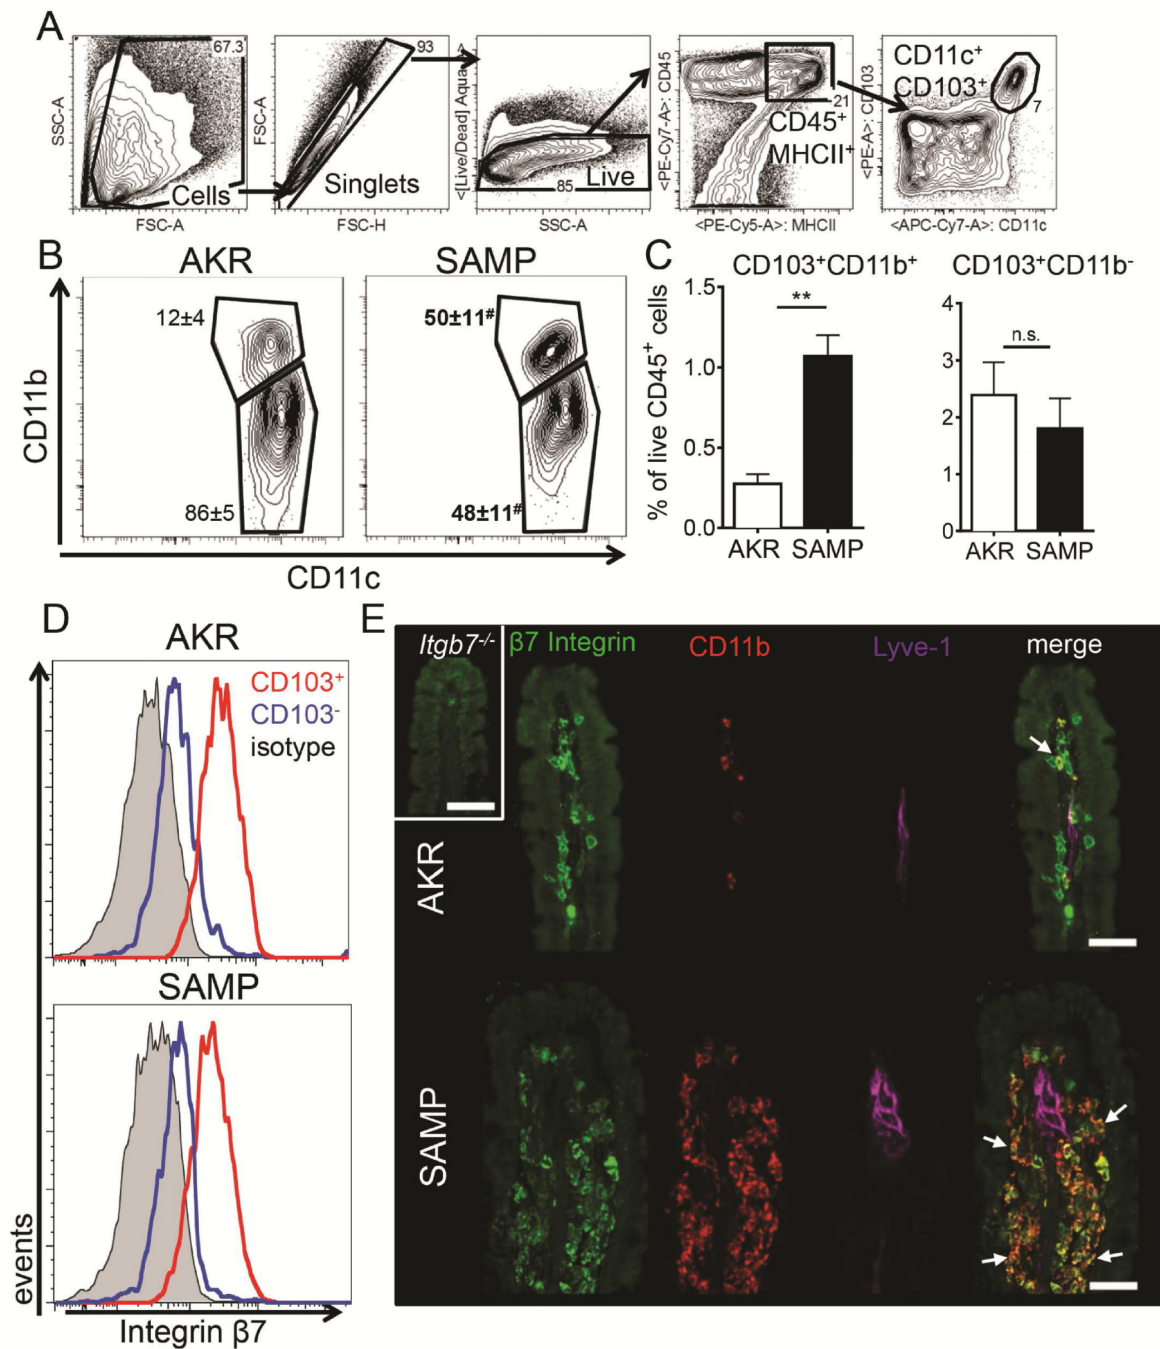 A
67.3
SSC-A
Cells
FSC-A
93
FSC-A
Singlets
FSC-H
<[Live/Dead] Aqua-A>
85
Live
SSC-A
<PE-Cy7-A>: CD45
21
CD45+
MHCII+
<PE-Cy5-A>: MHCII
<PE-A>: CD103
CD11c+
CD103+
7
<APC-Cy7-A>: CD11c
B
AKR
SAMP
12±4
50±11#
86±5
48±11#
CD11b
CD11c
C
CD103+CD11b+
CD103+CD11b-
% of live CD45+ cells
1.5
1.0
0.5
0.0
**
AKR SAMP
4
3
2
1
0
n.s.
AKR SAMP
D
AKR
CD103+
CD103-
isotype
SAMP
events
Integrin β7
E
Itgb7-/-
β7 Integrin
CD11b
Lyve-1
merge
AKR
SAMP